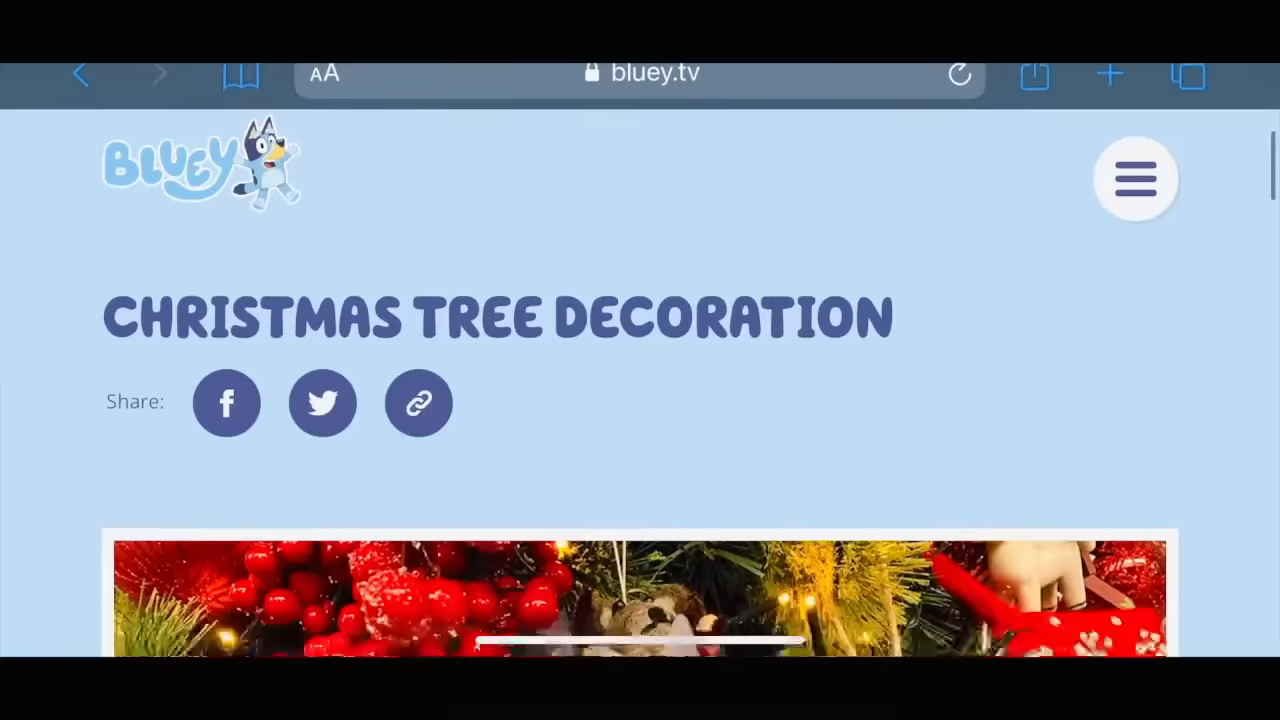 AA
bluey.tv
BLUEY
CHRISTMAS TREE DECORATION
Share: